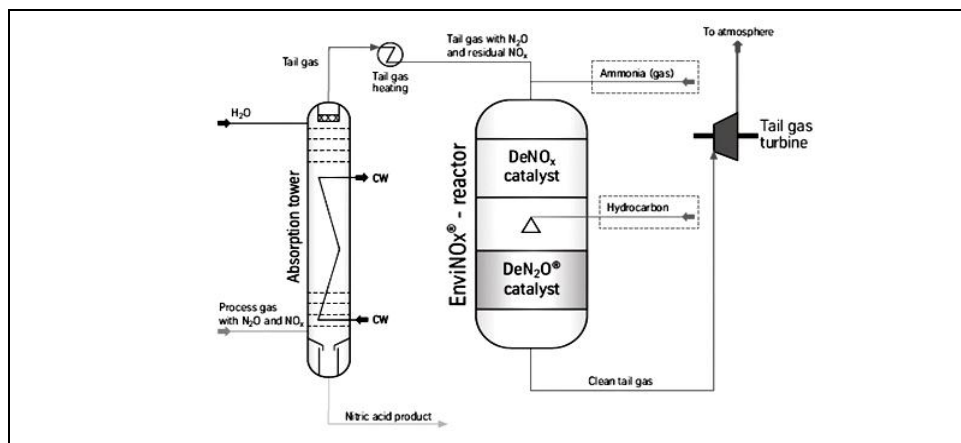 Tail gas with N₂O
and residual NOₓ
To atmosphere
Tail gas
Tail gas
heating
Ammonia (gas)
H₂O
Tail gas
turbine
DeNOₓ
catalyst
CW
Absorption tower
EnviNOx® - reactor
Hydrocarbon
DeN₂O®
catalyst
Process gas
with N₂O and NOₓ
CW
Clean tail gas
Nitric acid product